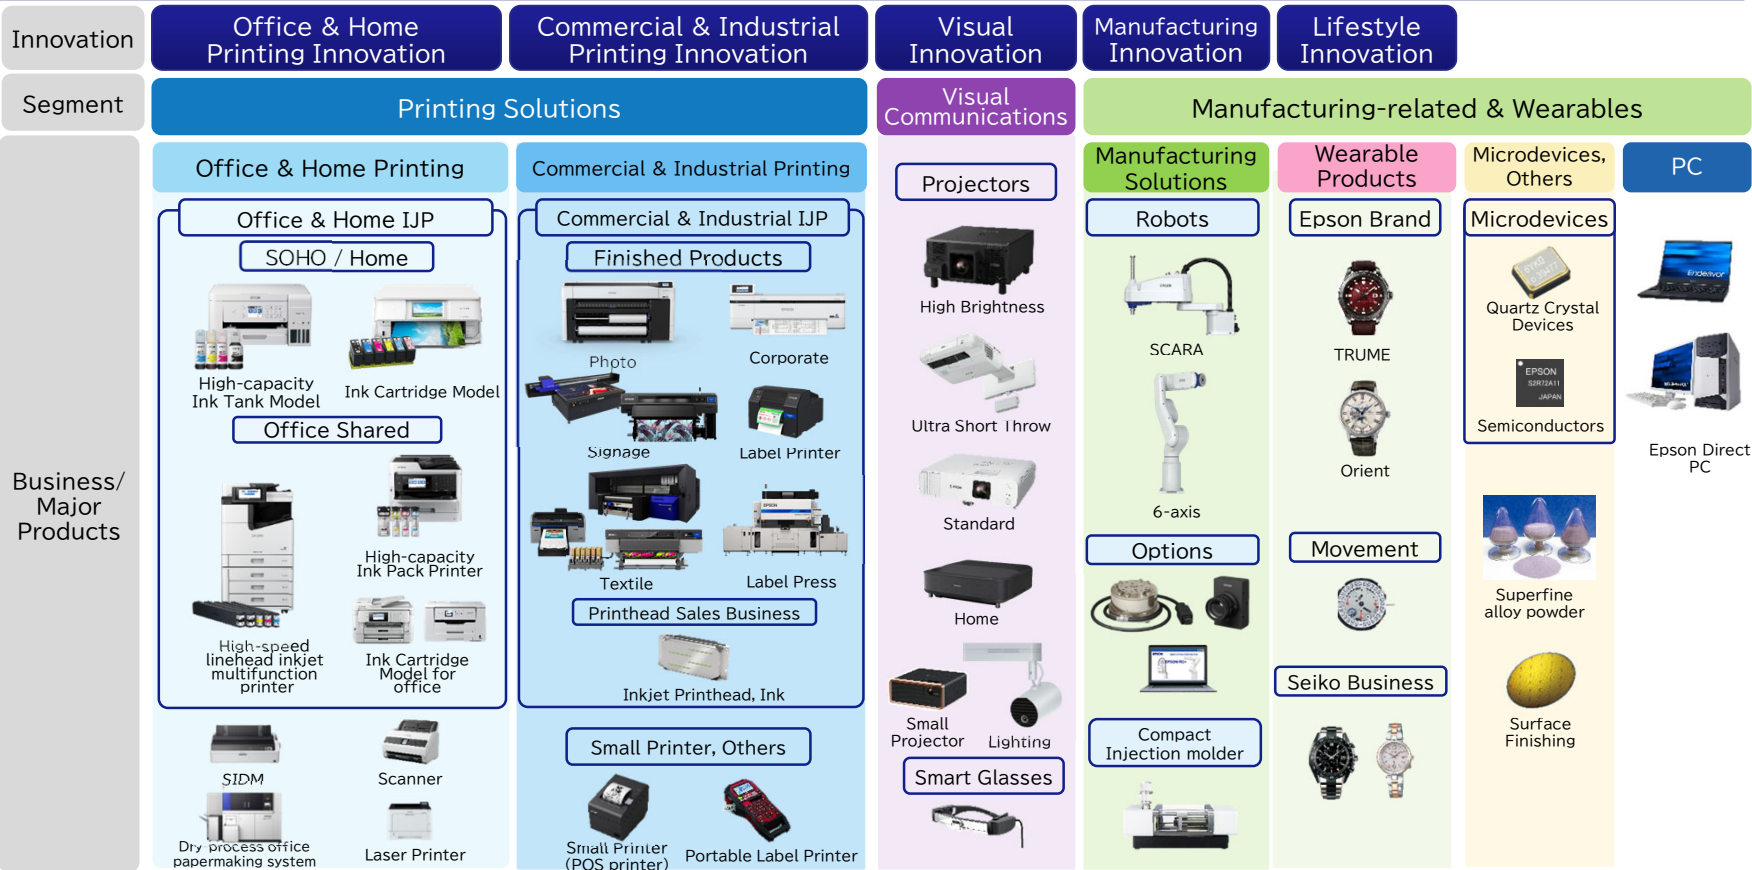 Innovation
Office & Home
Printing Innovation
Commercial & Industrial
Printing Innovation
Visual
Innovation
Manufacturing
Innovation
Lifestyle
Innovation
Segment
Printing Solutions
Visual
Communications
Manufacturing-related & Wearables
Business/
Major
Products
Office & Home Printing
Office & Home IJP
SOHO / Home
High-capacity
Ink Tank Model
Ink Cartridge Model
Office Shared
High-speed
linehead inkjet
multifunction
printer
High-capacity
Ink Pack Printer
Ink Cartridge
Model for
office
SIDM
Scanner
Dry process office
papermaking system
Laser Printer
Commercial & Industrial Printing
Commercial & Industrial IJP
Finished Products
Photo
Corporate
Signage
Label Printer
Textile
EPSON
Label Press
Printhead Sales Business
Inkjet Printhead, Ink
Small Printer, Others
Small Printer
(POS printer)
Portable Label Printer
Projectors
High Brightness
Ultra Short Throw
Standard
Home
Small
Projector
Lighting
Smart Glasses
Manufacturing
Solutions
Robots
SCARA
6-axis
Options
Compact
Injection molder
Wearable
Products
Epson Brand
TRUME
Orient
Movement
Seiko Business
Microdevices,
Others
Microdevices
Quartz Crystal
Devices
EPSON
S2R72A11
JAPAN
Semiconductors
Superfine
alloy powder
Surface
Finishing
PC
Endeavor
Epson Direct
PC